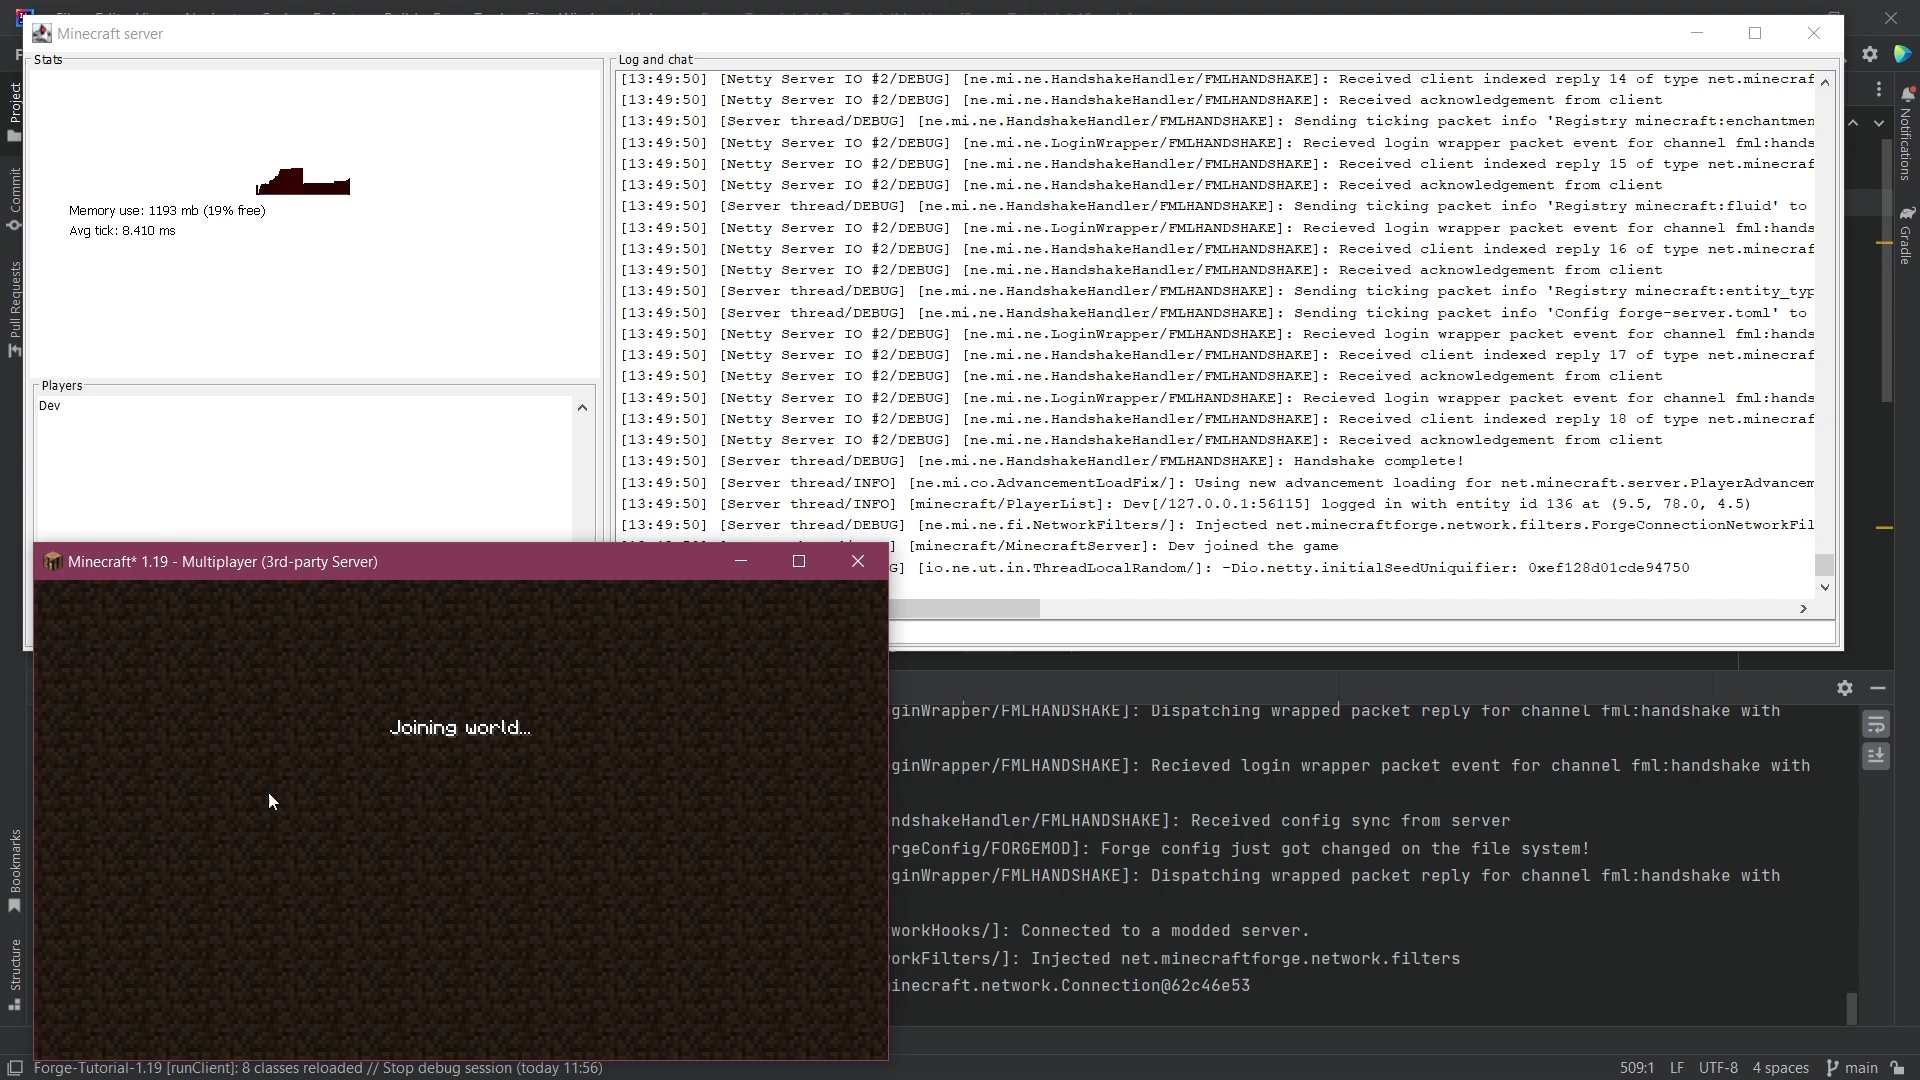 Minecraft server
Stats
Memory use: 1193 mb (19% free)
Avg tick: 8.410 ms
Players
Dev
Log and chat
[13:49:50] [Netty Server IO #2/DEBUG] [ne.mi.ne.HandshakeHandler/FMLHANDSHAKE]: Received client indexed reply 14 of type net.minecraf
[13:49:50] [Netty Server IO #2/DEBUG] [ne.mi.ne.HandshakeHandler/FMLHANDSHAKE]: Received acknowledgement from client
[13:49:50] [Server thread/DEBUG] [ne.mi.ne.HandshakeHandler/FMLHANDSHAKE]: Sending ticking packet info 'Registry minecraft:enchantmen
[13:49:50] [Netty Server IO #2/DEBUG] [ne.mi.ne.LoginWrapper/FMLHANDSHAKE]: Recieved login wrapper packet event for channel fml:hands
[13:49:50] [Netty Server IO #2/DEBUG] [ne.mi.ne.HandshakeHandler/FMLHANDSHAKE]: Received client indexed reply 15 of type net.minecraf
[13:49:50] [Netty Server IO #2/DEBUG] [ne.mi.ne.HandshakeHandler/FMLHANDSHAKE]: Received acknowledgement from client
[13:49:50] [Server thread/DEBUG] [ne.mi.ne.HandshakeHandler/FMLHANDSHAKE]: Sending ticking packet info 'Registry minecraft:fluid' to
[13:49:50] [Netty Server IO #2/DEBUG] [ne.mi.ne.LoginWrapper/FMLHANDSHAKE]: Recieved login wrapper packet event for channel fml:hands
[13:49:50] [Netty Server IO #2/DEBUG] [ne.mi.ne.HandshakeHandler/FMLHANDSHAKE]: Received client indexed reply 16 of type net.minecraf
[13:49:50] [Netty Server IO #2/DEBUG] [ne.mi.ne.HandshakeHandler/FMLHANDSHAKE]: Received acknowledgement from client
[13:49:50] [Server thread/DEBUG] [ne.mi.ne.HandshakeHandler/FMLHANDSHAKE]: Sending ticking packet info 'Registry minecraft:entity_typ
[13:49:50] [Server thread/DEBUG] [ne.mi.ne.HandshakeHandler/FMLHANDSHAKE]: Sending ticking packet info 'Config forge-server.toml' to
[13:49:50] [Netty Server IO #2/DEBUG] [ne.mi.ne.LoginWrapper/FMLHANDSHAKE]: Recieved login wrapper packet event for channel fml:hands
[13:49:50] [Netty Server IO #2/DEBUG] [ne.mi.ne.HandshakeHandler/FMLHANDSHAKE]: Received client indexed reply 17 of type net.minecraf
[13:49:50] [Netty Server IO #2/DEBUG] [ne.mi.ne.HandshakeHandler/FMLHANDSHAKE]: Received acknowledgement from client
[13:49:50] [Netty Server IO #2/DEBUG] [ne.mi.ne.LoginWrapper/FMLHANDSHAKE]: Recieved login wrapper packet event for channel fml:hands
[13:49:50] [Netty Server IO #2/DEBUG] [ne.mi.ne.HandshakeHandler/FMLHANDSHAKE]: Received client indexed reply 18 of type net.minecraf
[13:49:50] [Netty Server IO #2/DEBUG] [ne.mi.ne.HandshakeHandler/FMLHANDSHAKE]: Received acknowledgement from client
[13:49:50] [Server thread/DEBUG] [ne.mi.ne.HandshakeHandler/FMLHANDSHAKE]: Handshake complete!
[13:49:50] [Server thread/INFO] [ne.mi.co.AdvancementLoadFix/]: Using new advancement loading for net.minecraft.server.PlayerAdvancem
[13:49:50] [Server thread/INFO] [minecraft/PlayerList]: Dev[/127.0.0.1:56115] logged in with entity id 136 at (9.5, 78.0, 4.5)
[13:49:50] [Server thread/DEBUG] [ne.mi.ne.fi.NetworkFilters/]: Injected net.minecraftforge.network.filters.ForgeConnectionNetworkFil
] [minecraft/MinecraftServer]: Dev joined the game
G] [io.ne.ut.in.ThreadLocalRandom/]: -Dio.netty.initialSeedUniquifier: 0xef128d01cde94750
Minecraft* 1.19 - Multiplayer (3rd-party Server)
Joining world...
ginWrapper/FMLHANDSHAKE]: Dispatching wrapped packet reply for channel fml:handshake with
ginWrapper/FMLHANDSHAKE]: Recieved login wrapper packet event for channel fml:handshake with
ndshakeHandler/FMLHANDSHAKE]: Received config sync from server
rgeConfig/FORGEMOD]: Forge config just got changed on the file system!
ginWrapper/FMLHANDSHAKE]: Dispatching wrapped packet reply for channel fml:handshake with
workHooks/]: Connected to a modded server.
orkFilters/]: Injected net.minecraftforge.network.filters
inecraft.network.Connection@62c46e53
Project
Commit
Pull Requests
Bookmarks
Structure
Notifications
Gradle
Forge-Tutorial-1.19 [runClient]: 8 classes reloaded // Stop debug session (today 11:56)
509:1 LF UTF-8 4 spaces main